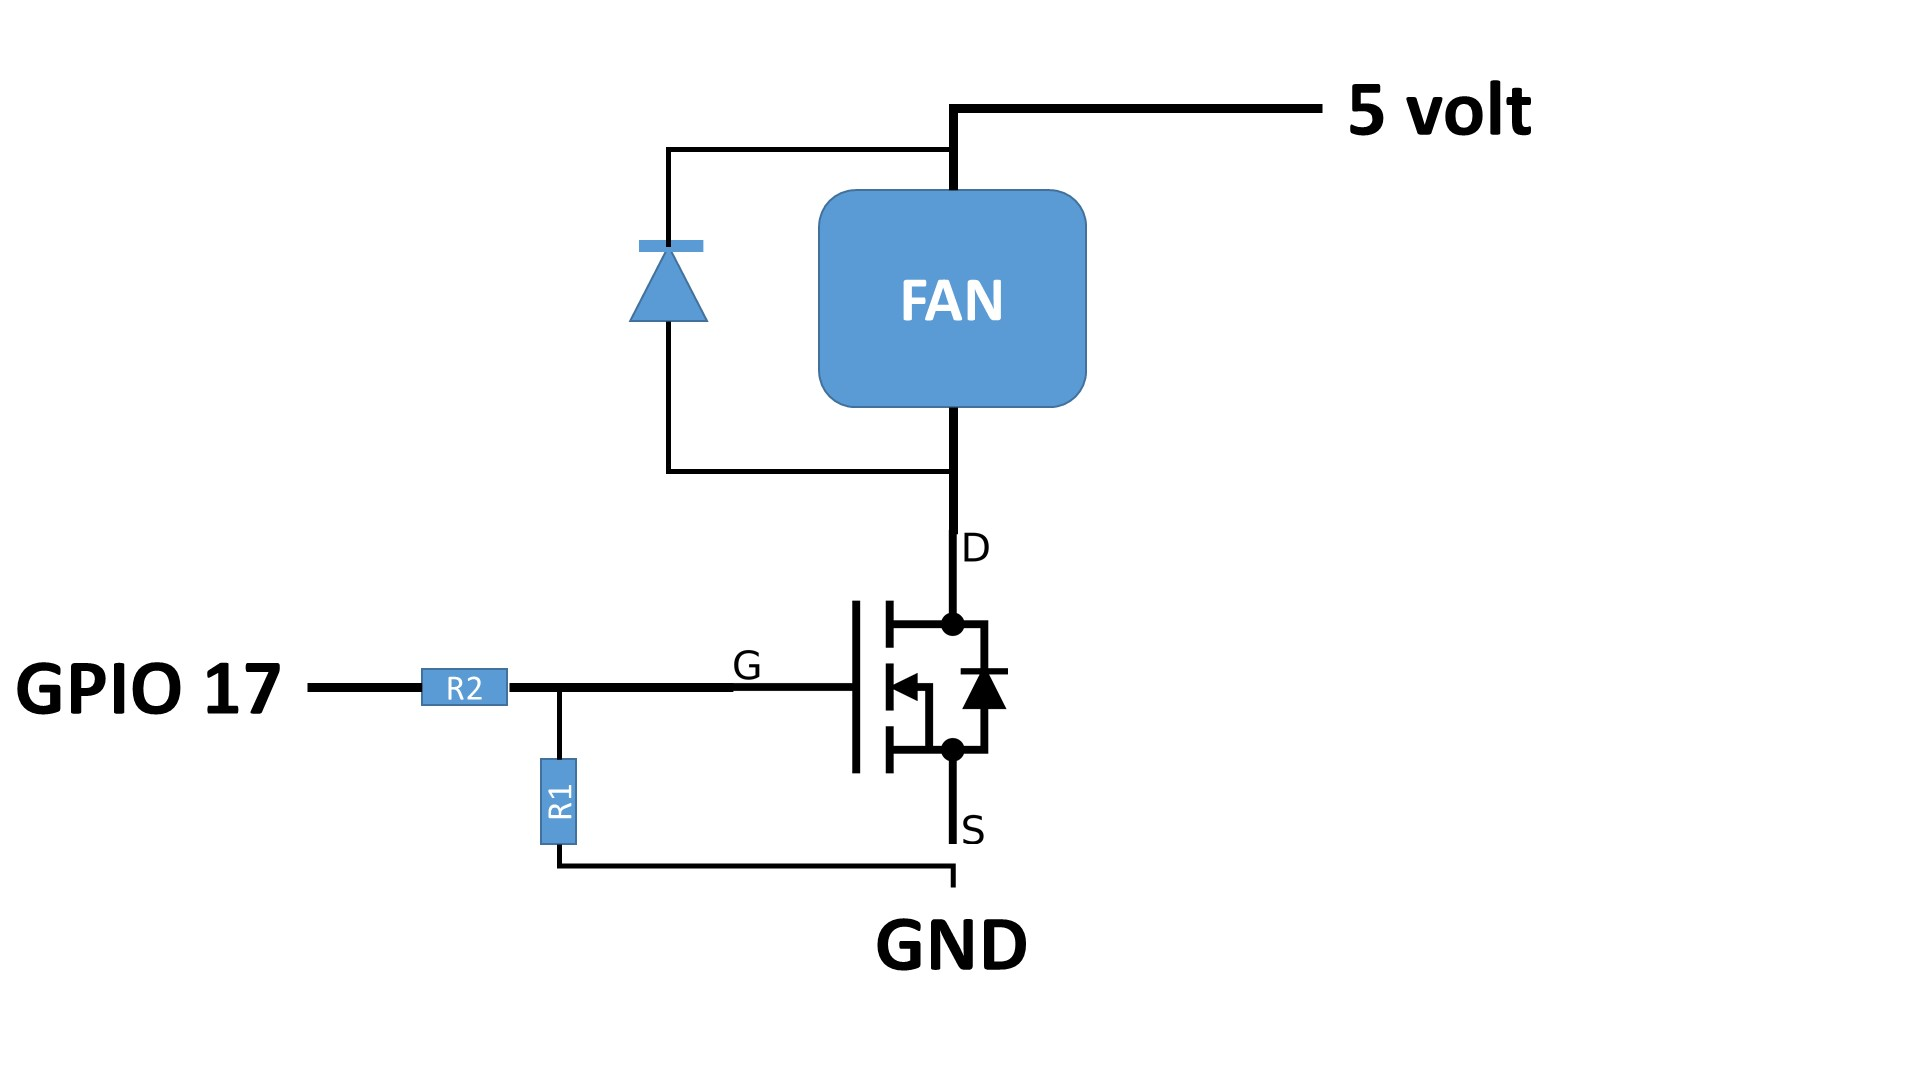 5 volt
FAN
D
G
GPIO 17
R2
R1
S
GND